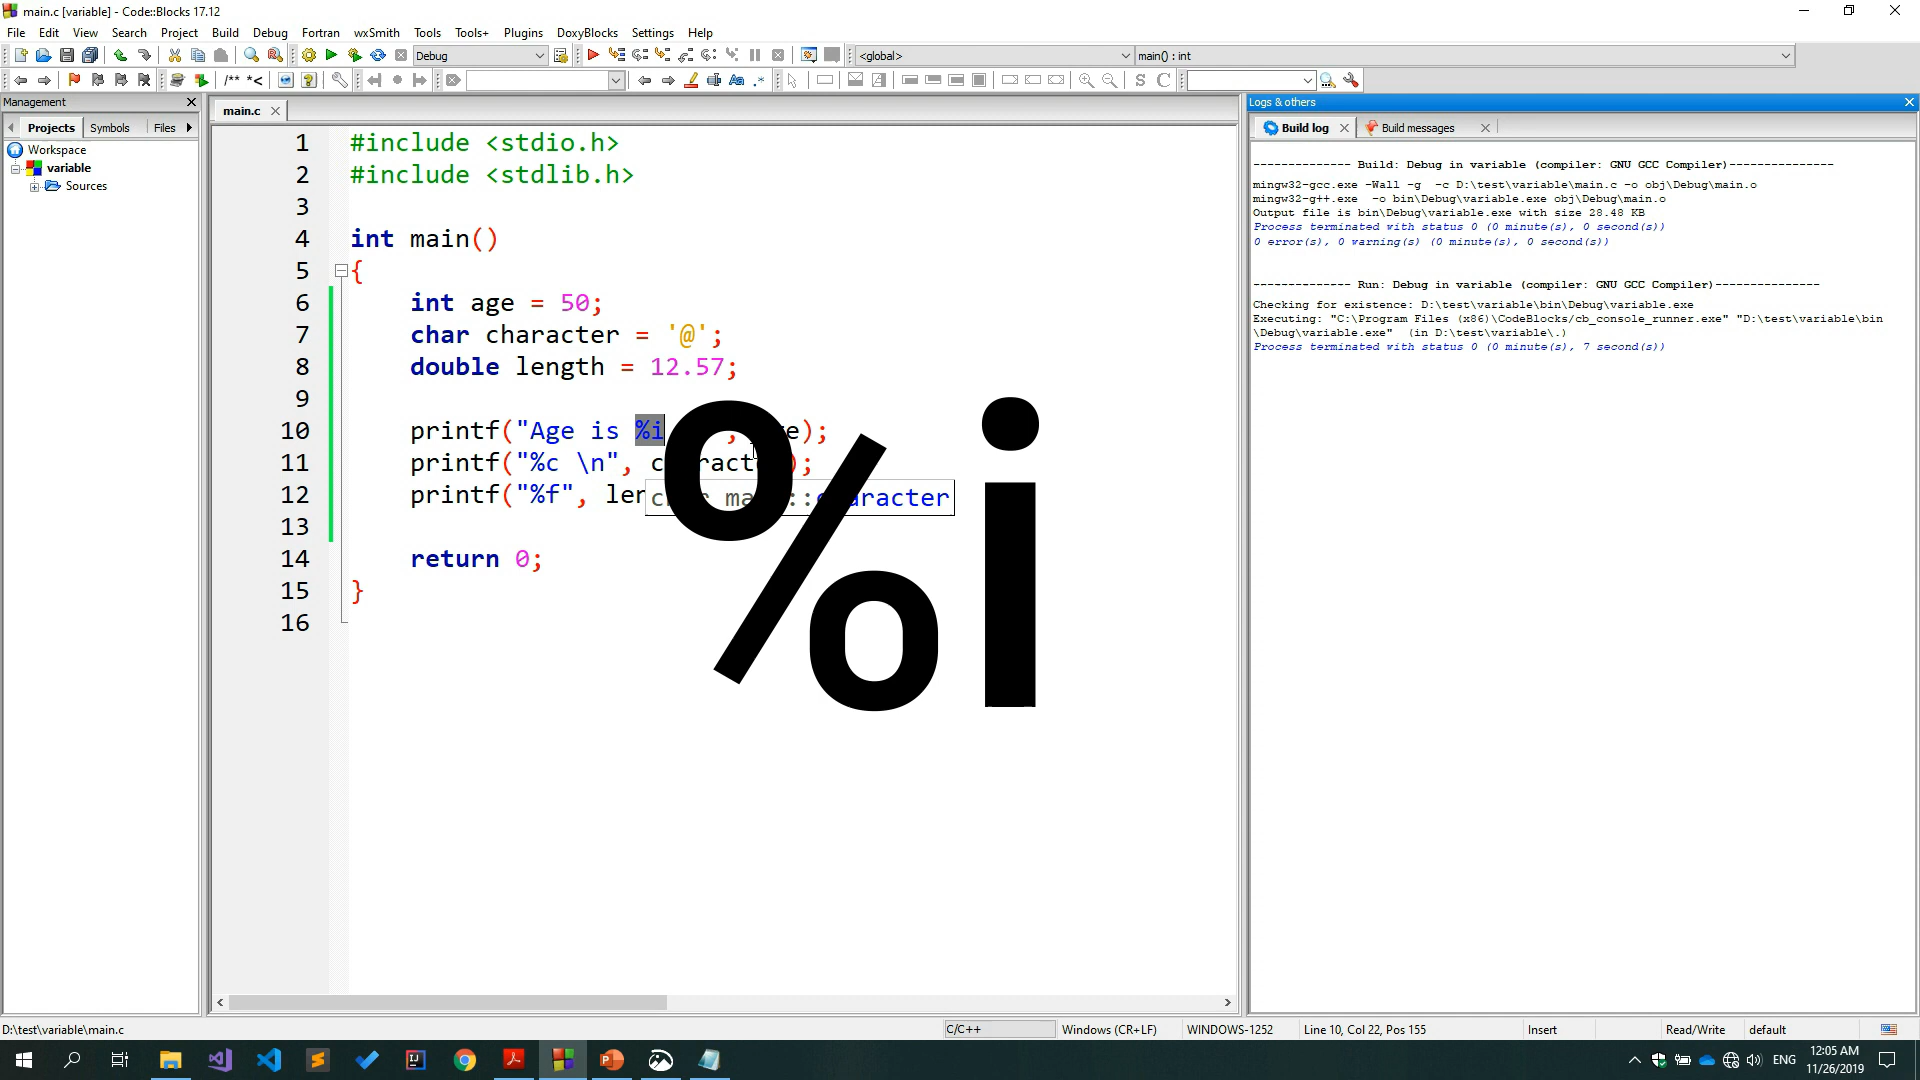 main.c [variable] - Code::Blocks 17.12
File Edit View Search Project Build Debug Fortran wxSmith Tools Tools+ Plugins DoxyBlocks Settings Help
Debug <global> main() : int
/** *< Aa .* S C
Management Logs & others
Projects Symbols Files
main.c
Build log Build messages
Workspace
variable
Sources
1 #include <stdio.h>
2 #include <stdlib.h>
3
4 int main()
5 {
6 int age = 50;
7 char character = '@';
8 double length = 12.57;
9
10 printf("Age is %i
11 printf("%c \n",
12 printf("%f",
13
14 return 0;
15 }
16
%i
-------------- Build: Debug in variable (compiler: GNU GCC Compiler)---------------
mingw32-gcc.exe -Wall -g  -c D:\test\variable\main.c -o obj\Debug\main.o
mingw32-g++.exe  -o bin\Debug\variable.exe obj\Debug\main.o
Output file is bin\Debug\variable.exe with size 28.48 KB
Process terminated with status 0 (0 minute(s), 0 second(s))
0 error(s), 0 warning(s) (0 minute(s), 0 second(s))
-------------- Run: Debug in variable (compiler: GNU GCC Compiler)---------------
Checking for existence: D:\test\variable\bin\Debug\variable.exe
Executing: "C:\Program Files (x86)\CodeBlocks/cb_console_runner.exe" "D:\test\variable\bin
\Debug\variable.exe"  (in D:\test\variable\.)
Process terminated with status 0 (0 minute(s), 7 second(s))
D:\test\variable\main.c C/C++ Windows (CR+LF) WINDOWS-1252 Line 10, Col 22, Pos 155 Insert Read/Write default
ENG 12:05 AM
11/26/2019